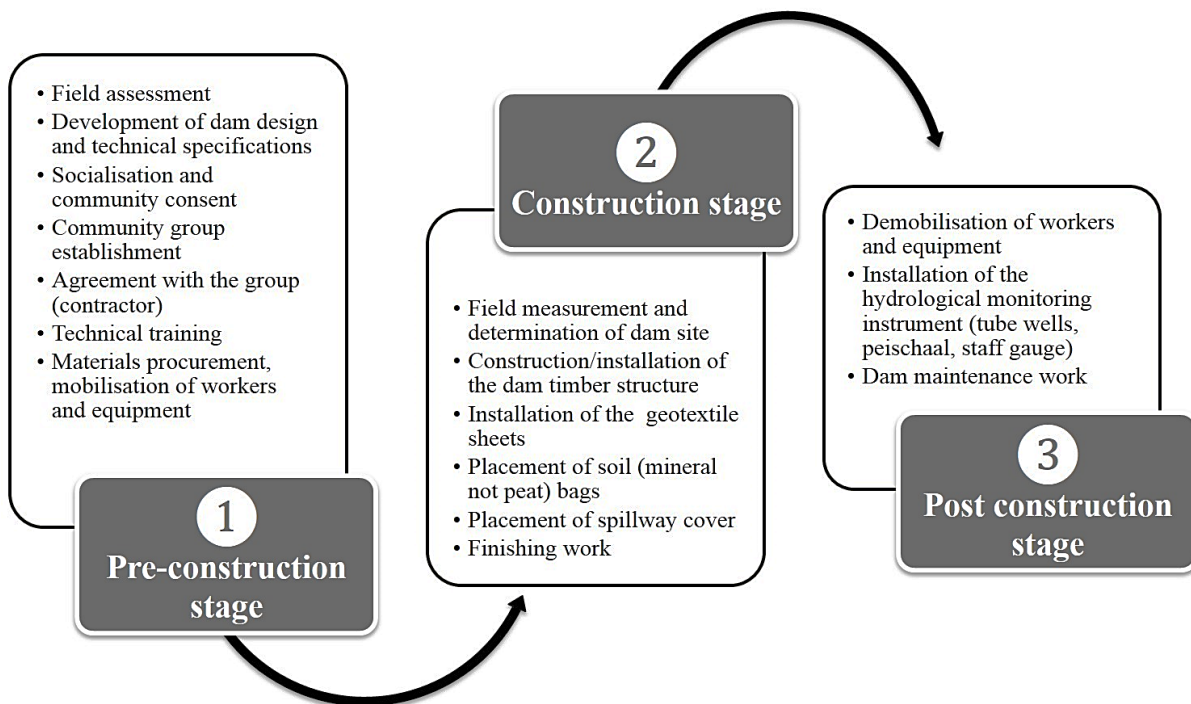 • Field assessment
• Development of dam design
and technical specifications
• Socialisation and
community consent
• Community group
establishment
• Agreement with the group
(contractor)
• Technical training
• Materials procurement,
mobilisation of workers
and equipment
1
Pre-construction
stage
2
Construction stage
• Field measurement and
determination of dam site
• Construction/installation of
the dam timber structure
• Installation of the geotextile
sheets
• Placement of soil (mineral
not peat) bags
• Placement of spillway cover
• Finishing work
• Demobilisation of workers
and equipment
• Installation of the
hydrological monitoring
instrument (tube wells,
peischaal, staff gauge)
• Dam maintenance work
3
Post construction
stage